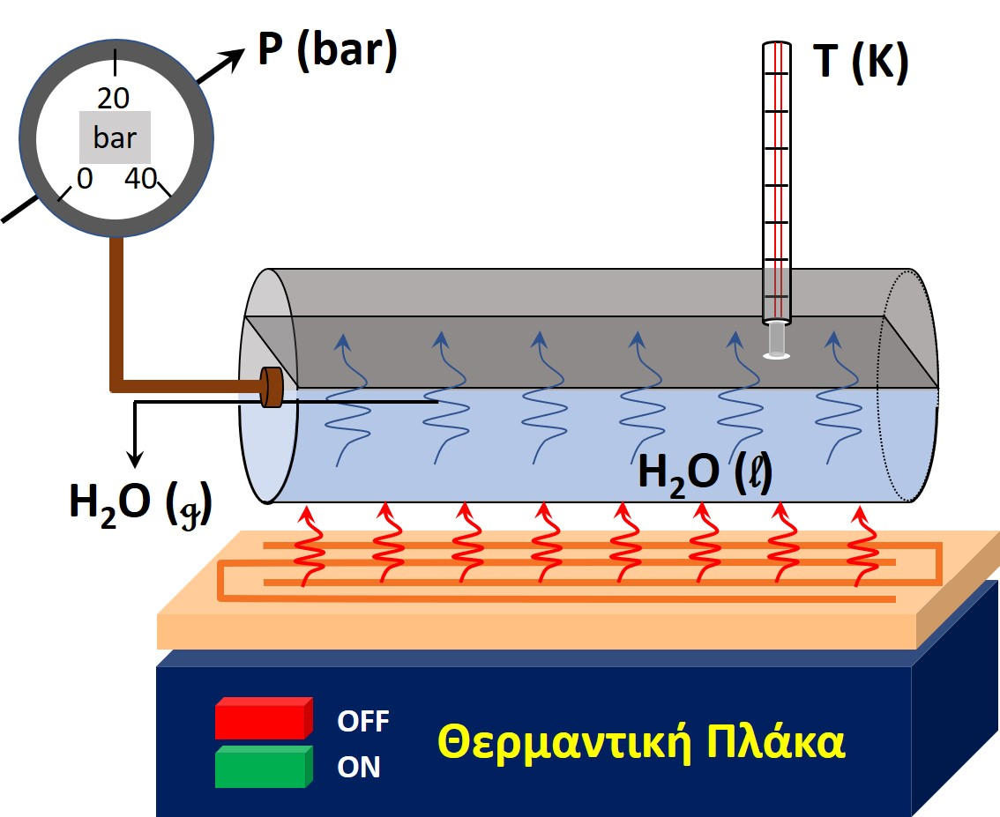 P (bar)
T (K)
20
bar
0 40
H₂O (ℓ)
H₂O (g)
OFF
ON
Θερμαντική Πλάκα